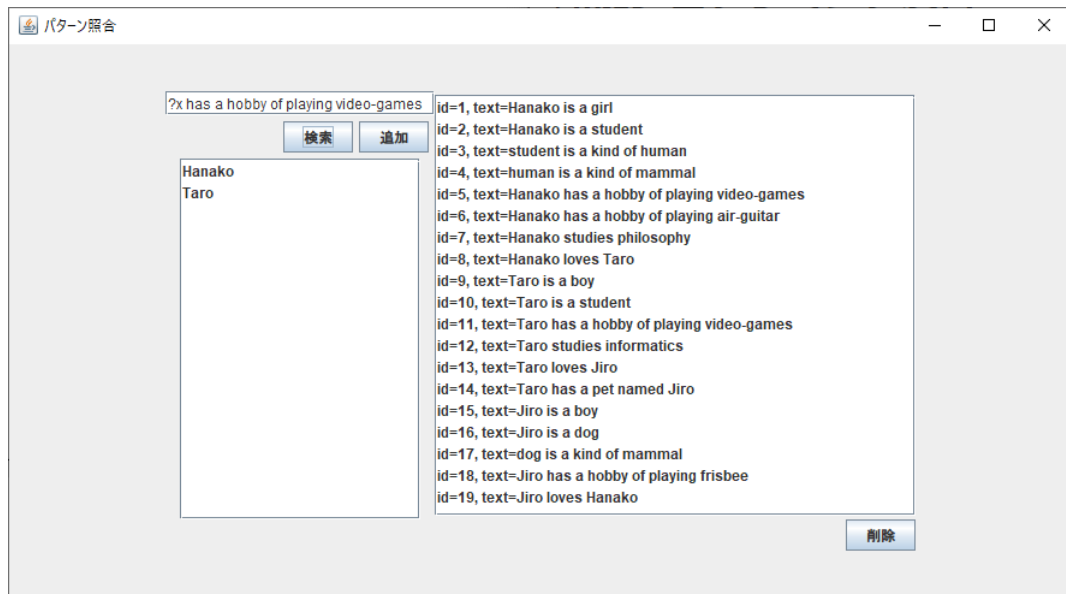 パターン照合
?x has a hobby of playing video-games
検索 追加
Hanako
Taro
id=1, text=Hanako is a girl
id=2, text=Hanako is a student
id=3, text=student is a kind of human
id=4, text=human is a kind of mammal
id=5, text=Hanako has a hobby of playing video-games
id=6, text=Hanako has a hobby of playing air-guitar
id=7, text=Hanako studies philosophy
id=8, text=Hanako loves Taro
id=9, text=Taro is a boy
id=10, text=Taro is a student
id=11, text=Taro has a hobby of playing video-games
id=12, text=Taro studies informatics
id=13, text=Taro loves Jiro
id=14, text=Taro has a pet named Jiro
id=15, text=Jiro is a boy
id=16, text=Jiro is a dog
id=17, text=dog is a kind of mammal
id=18, text=Jiro has a hobby of playing frisbee
id=19, text=Jiro loves Hanako
削除